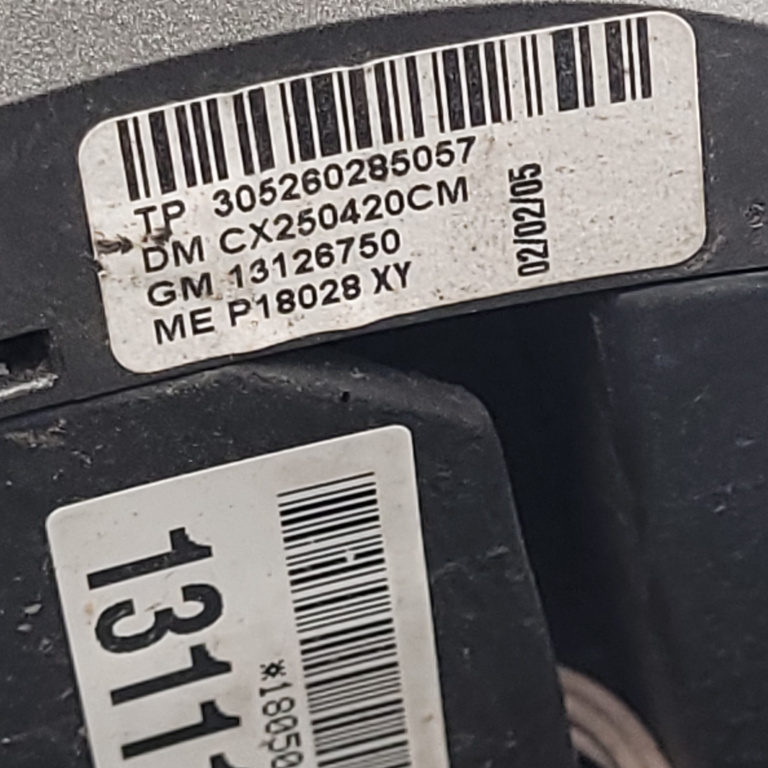 TP 305260285057
DM CX250420CM
GM 13126750
ME P18028 XY
02/02/05
1311
*18050